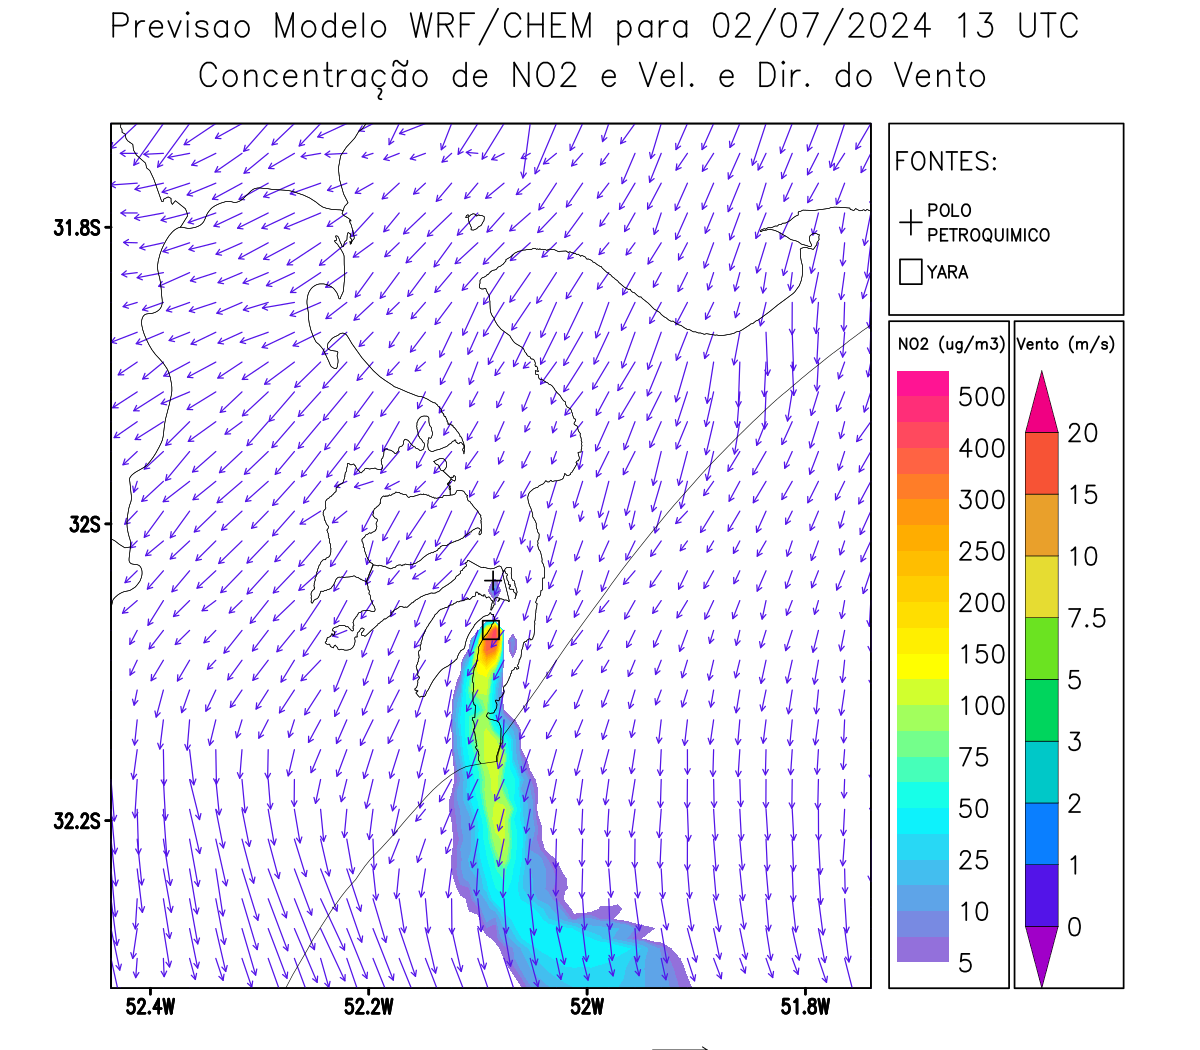 Previsao Modelo WRF/CHEM para 02/07/2024 13 UTC
Concentração de NO2 e Vel. e Dir. do Vento
FONTES:
POLO
PETROQUIMICO
YARA
NO2 (ug/m3)
500
400
300
250
200
150
100
75
50
25
10
5
Vento (m/s)
20
15
10
7.5
5
3
2
1
0
31.8S
32S
32.2S
52.4W
52.2W
52W
51.8W